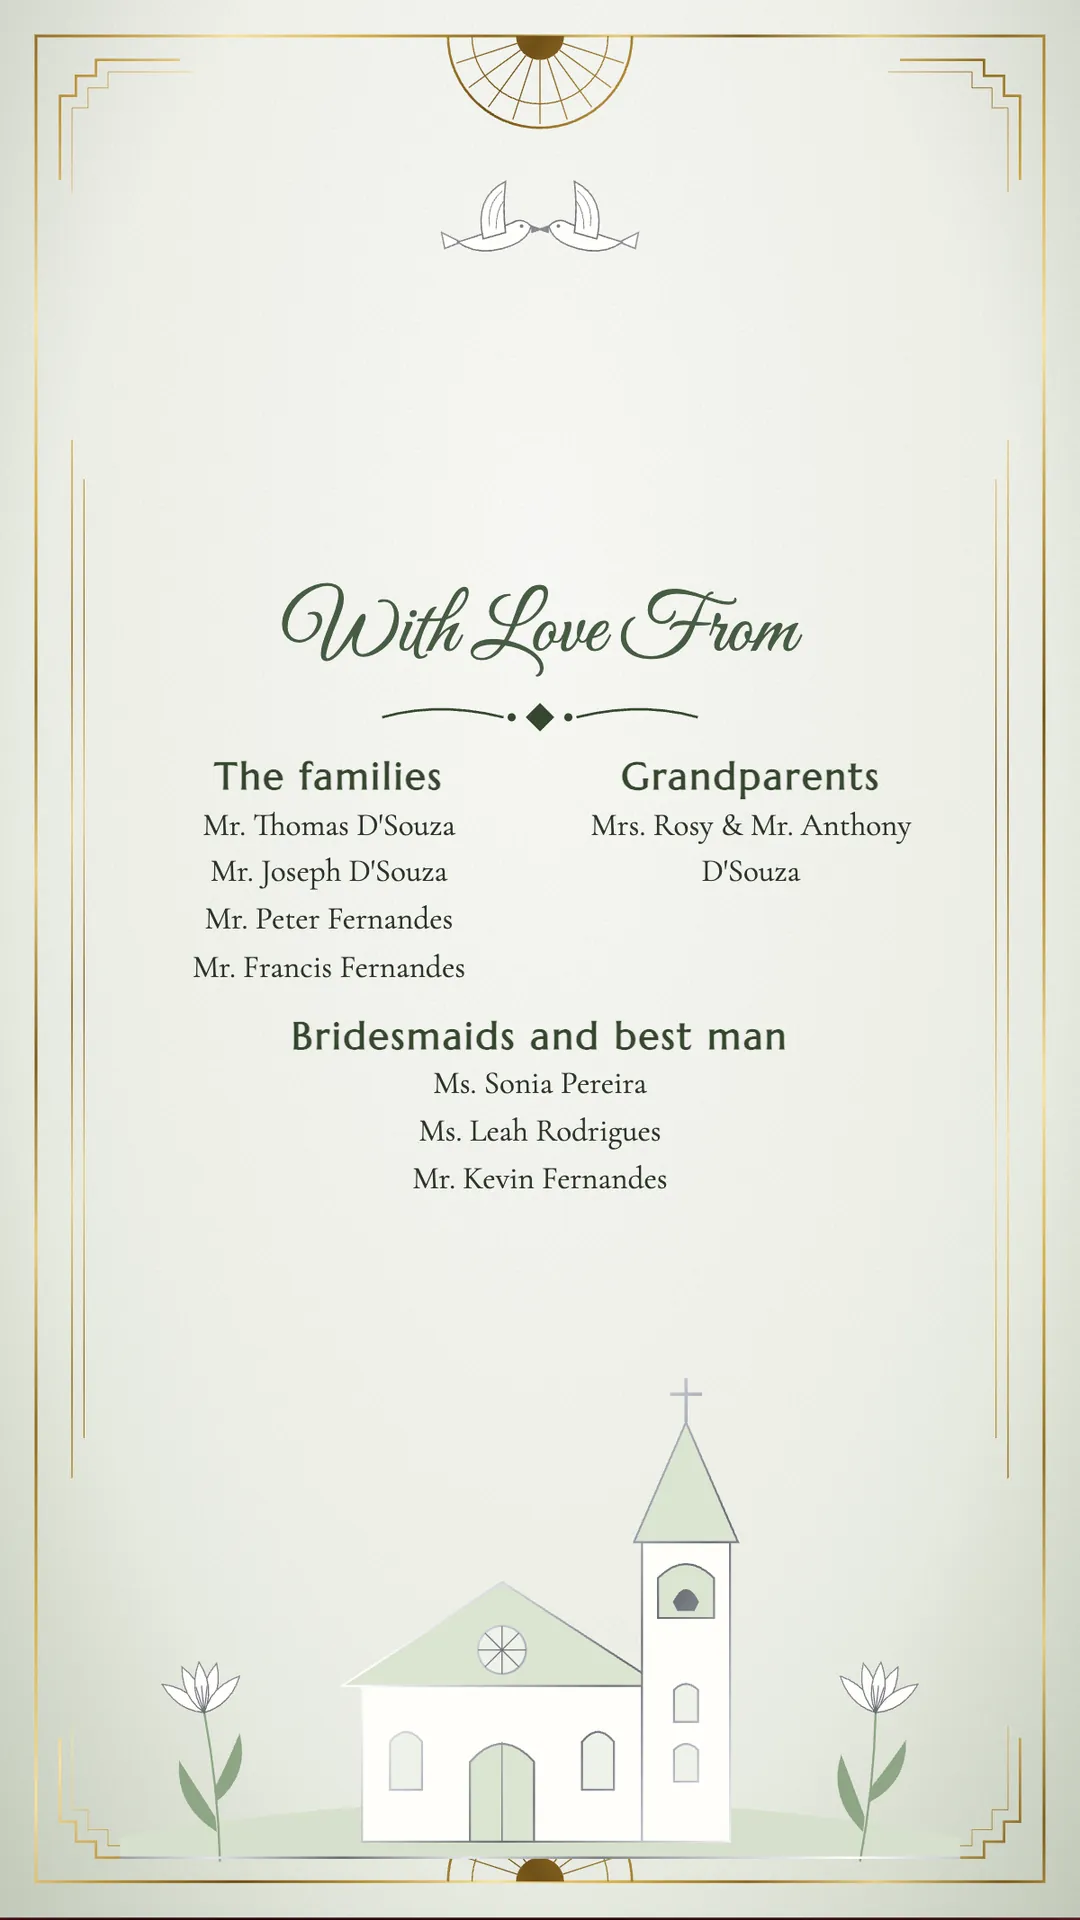 With Love From
The families
Mr. Thomas D'Souza
Mr. Joseph D'Souza
Mr. Peter Fernandes
Mr. Francis Fernandes
Grandparents
Mrs. Rosy & Mr. Anthony
D'Souza
Bridesmaids and best man
Ms. Sonia Pereira
Ms. Leah Rodrigues
Mr. Kevin Fernandes